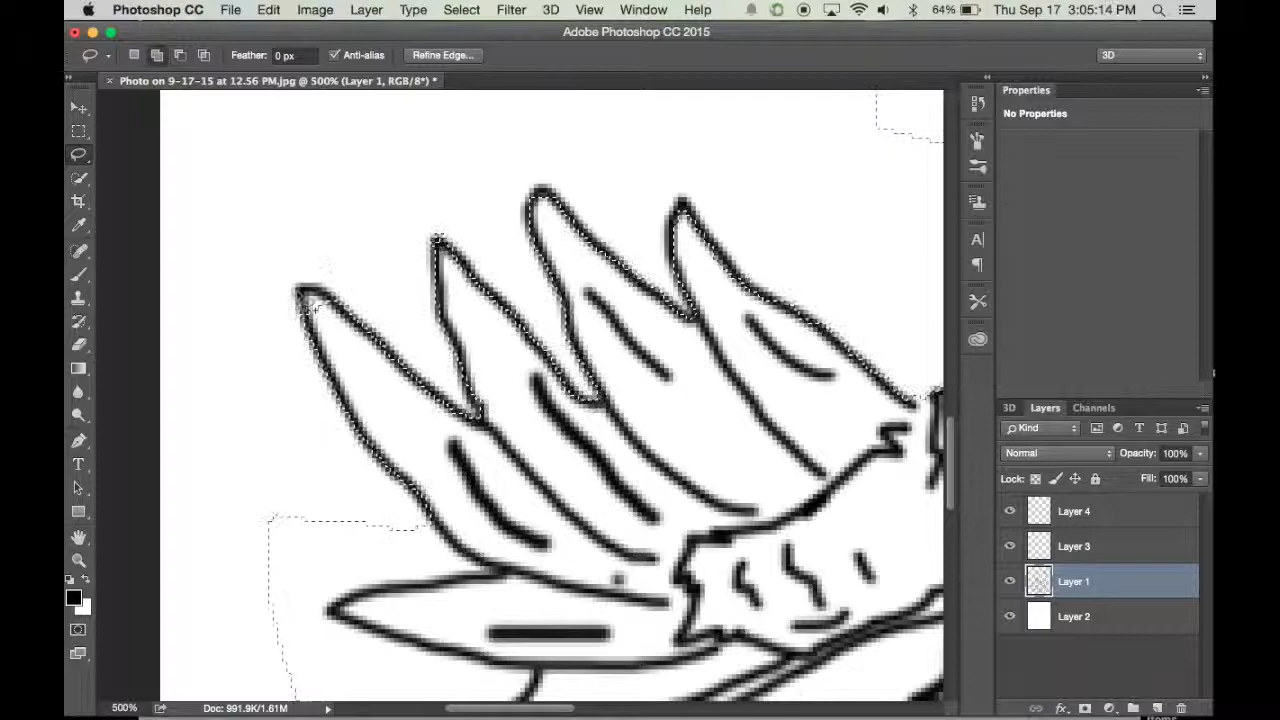 Photoshop CC File Edit Image Layer Type Select Filter 3D View Window Help 64% Thu Sep 17 3:05:14 PM
Adobe Photoshop CC 2015
Feather: 0 px Anti-alias Refine Edge... 3D
Photo on 9-17-15 at 12.56 PM.jpg @ 500% (Layer 1, RGB/8*) *
Properties
No Properties
3D Layers Channels
Kind
Normal Opacity: 100%
Lock: Fill: 100%
Layer 4
Layer 3
Layer 1
Layer 2
500% Doc: 991.9K/1.61M